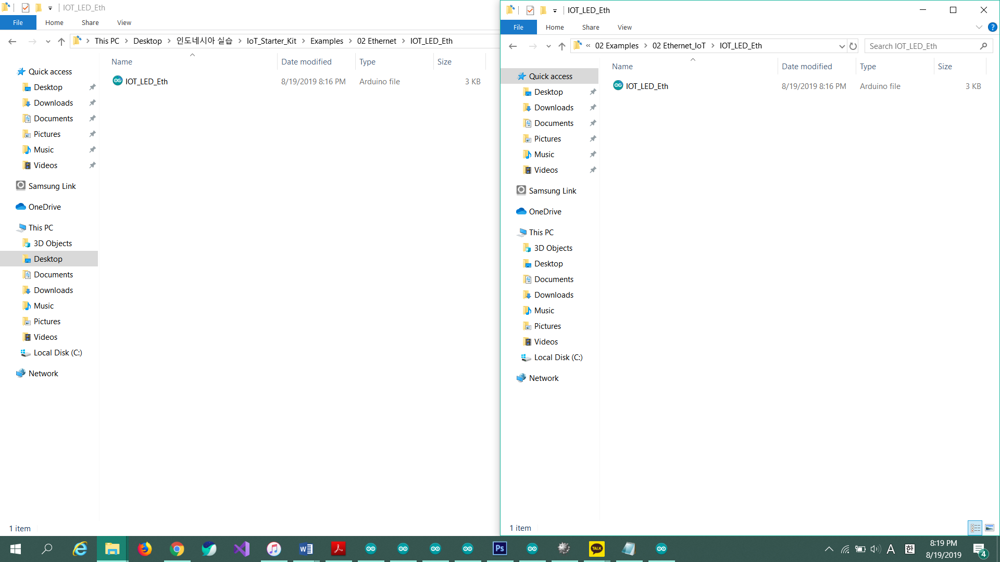 IOT_LED_Eth
File Home Share View
This PC Desktop 인도네시아 실습 IoT_Starter_Kit Examples 02 Ethernet IOT_LED_Eth
Name Date modified Type Size
Quick access
IOT_LED_Eth 8/19/2019 8:16 PM Arduino file 3 KB
Desktop
Downloads
Documents
Pictures
Music
Videos
Samsung Link
OneDrive
This PC
3D Objects
Desktop
Documents
Downloads
Music
Pictures
Videos
Local Disk (C:)
Network
1 item
IOT_LED_Eth
File Home Share View ?
« 02 Examples 02 Ethernet_IoT IOT_LED_Eth Search IOT_LED_Eth
Name Date modified Type Size
Quick access
IOT_LED_Eth 8/19/2019 8:16 PM Arduino file 3 KB
Desktop
Downloads
Documents
Pictures
Music
Videos
Samsung Link
OneDrive
This PC
3D Objects
Desktop
Documents
Downloads
Music
Pictures
Videos
Local Disk (C:)
Network
1 item
W Ps TALK A 한 8:19 PM
8/19/2019 4